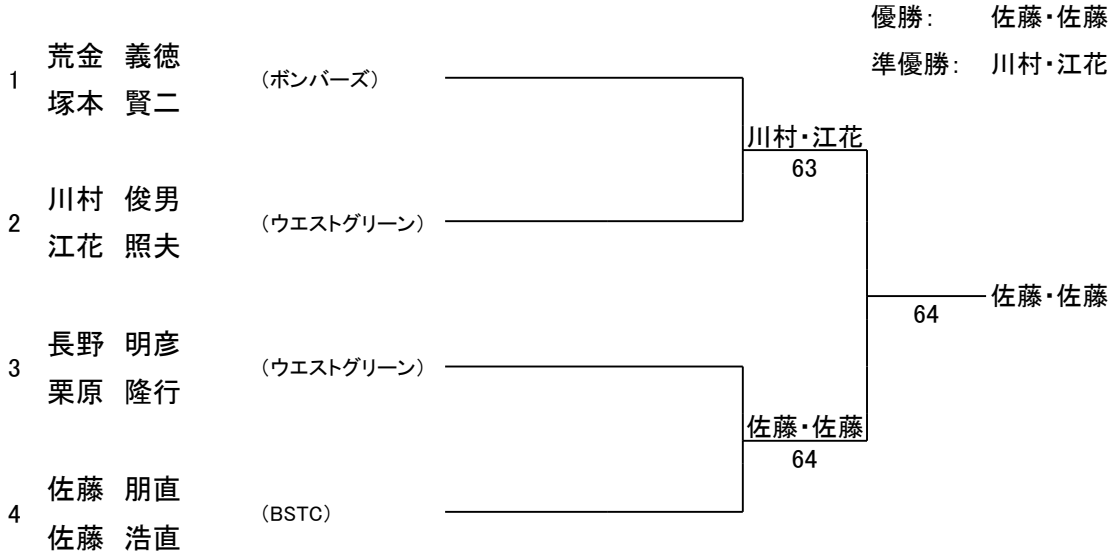 優勝： 佐藤・佐藤
準優勝： 川村・江花
1 荒金 義徳 （ボンバーズ）
塚本 賢二
川村・江花
63
2 川村 俊男 （ウエストグリーン）
江花 照夫
佐藤・佐藤
64
3 長野 明彦 （ウエストグリーン）
栗原 隆行
佐藤・佐藤
64
4 佐藤 朋直 （BSTC）
佐藤 浩直